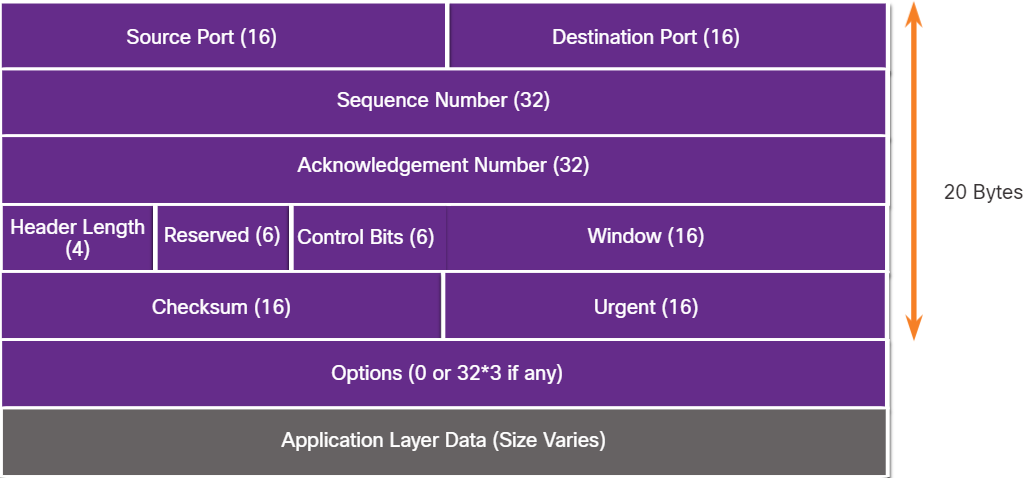 Source Port (16)
Destination Port (16)
Sequence Number (32)
Acknowledgement Number (32)
20 Bytes
Header Length
(4)
Reserved (6)
Control Bits (6)
Window (16)
Checksum (16)
Urgent (16)
Options (0 or 32*3 if any)
Application Layer Data (Size Varies)